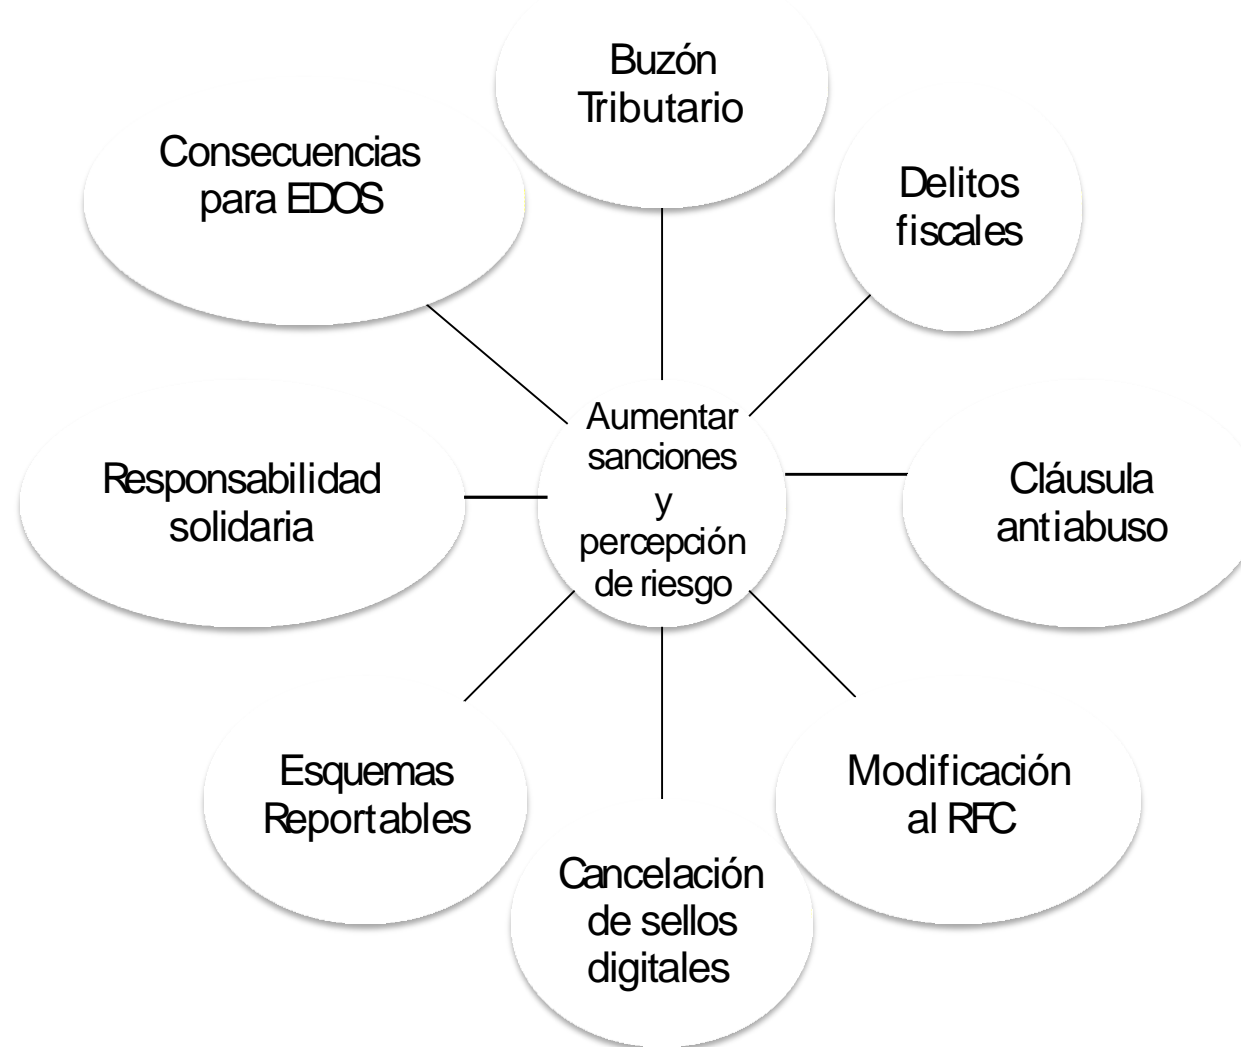 Buzón
Tributario
Consecuencias
para EDOS
Delitos
fiscales
Aumentar
sanciones
y
percepción
de riesgo
Responsabilidad
solidaria
Cláusula
antiabuso
Esquemas
Reportables
Modificación
al RFC
Cancelación
de sellos
digitales